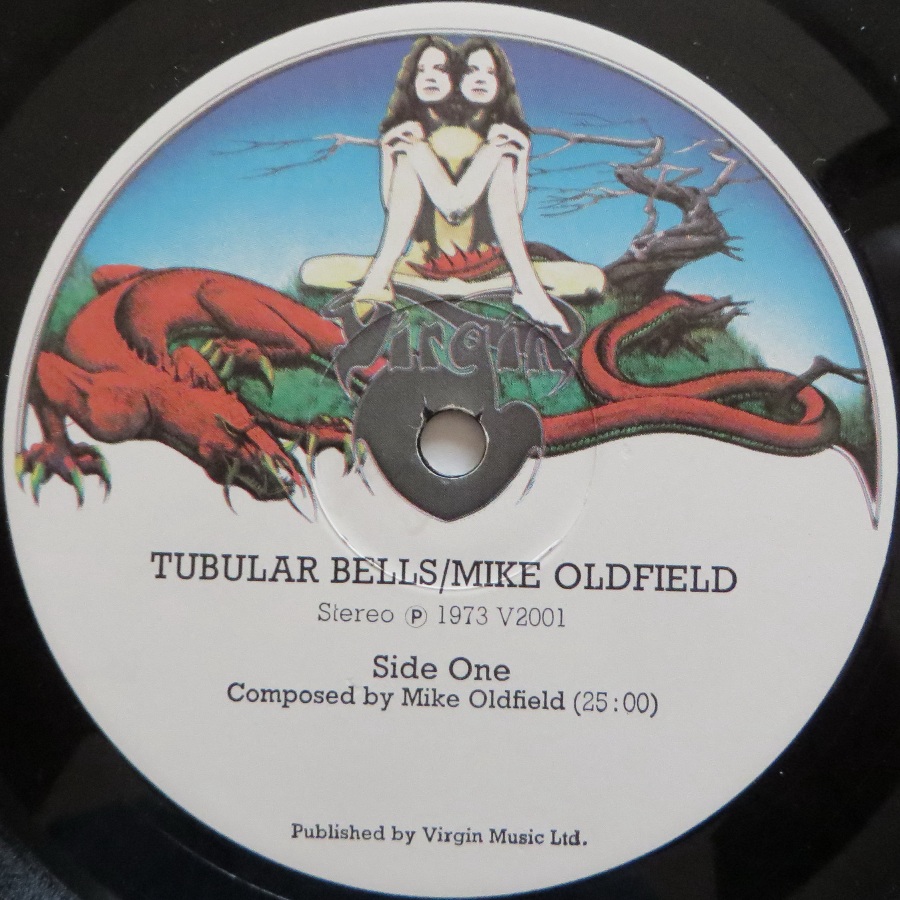 Virgin
TUBULAR BELLS/MIKE OLDFIELD
Stereo Ⓟ 1973 V2001
Side One
Composed by Mike Oldfield (25:00)
Published by Virgin Music Ltd.